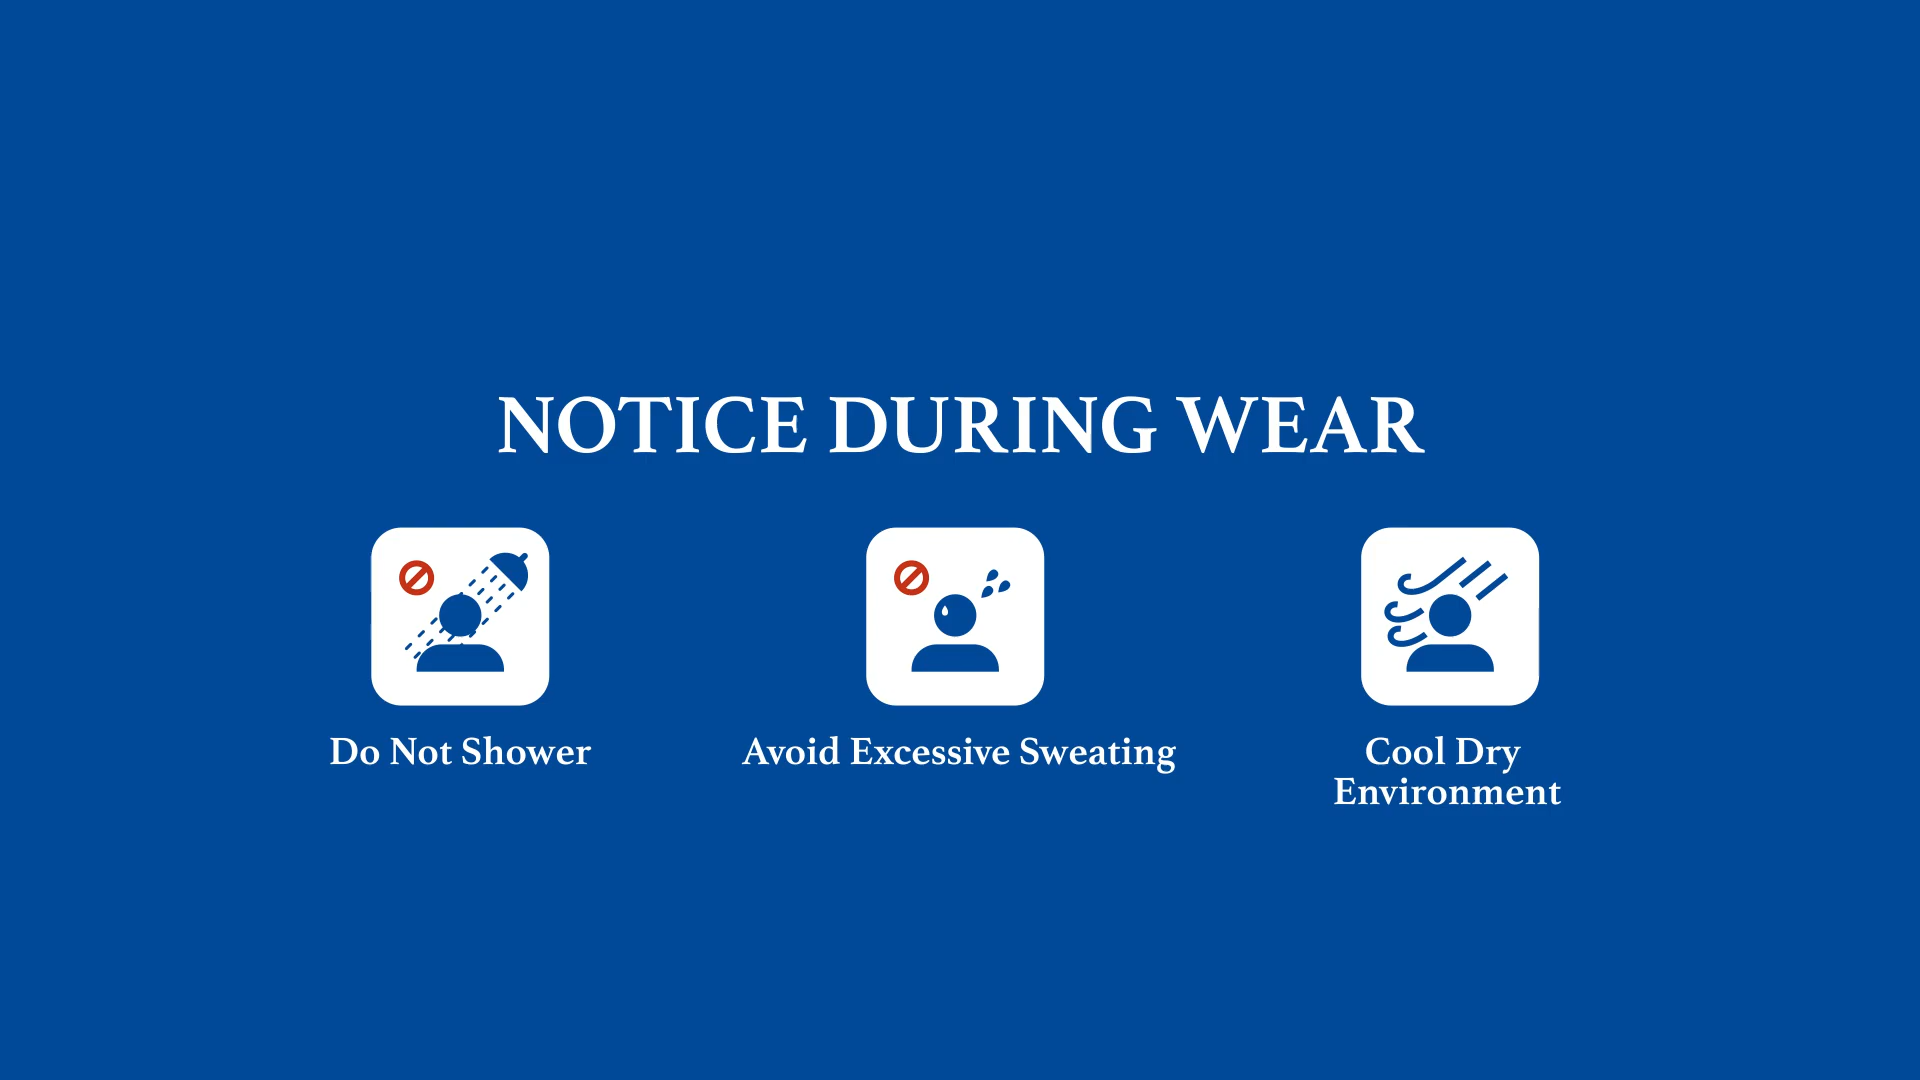 NOTICE DURING WEAR
Do Not Shower
Avoid Excessive Sweating
Cool Dry
Environment